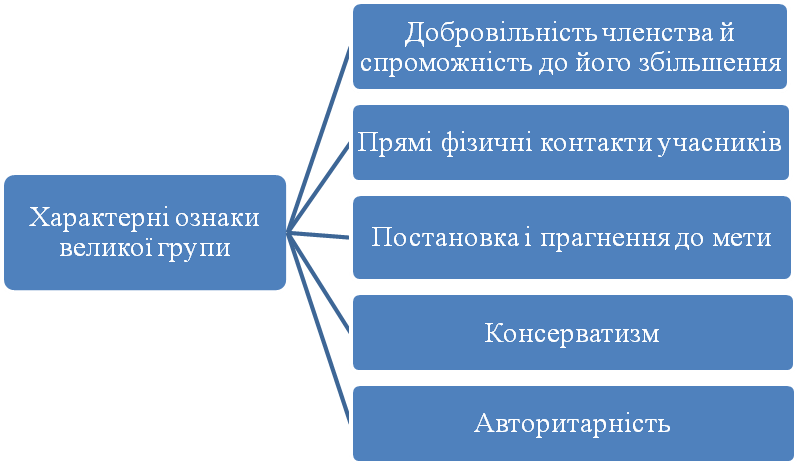 Добровільність членства й
спроможність до його збільшення
Прямі фізичні контакти учасників
Характерні ознаки
великої групи
Постановка і прагнення до мети
Консерватизм
Авторитарність